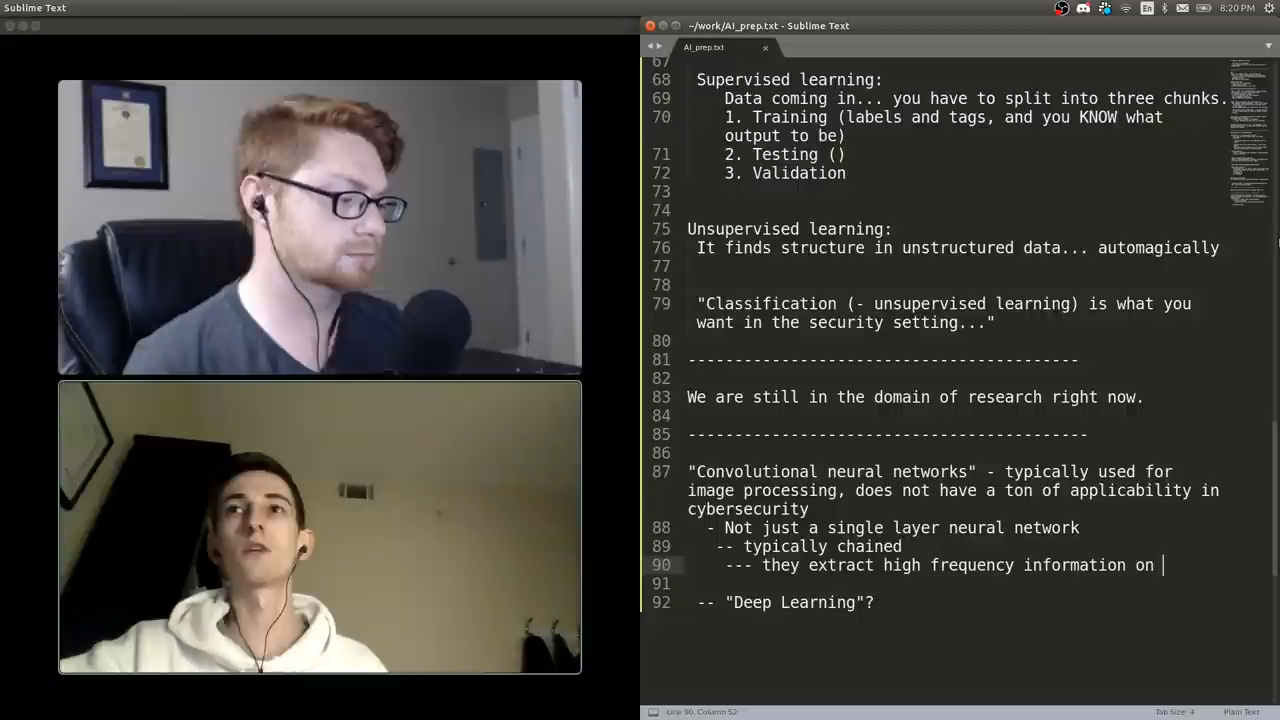 Sublime Text
En
8:20 PM
~/work/AI_prep.txt - Sublime Text
AI_prep.txt
67
68 Supervised learning:
69 Data coming in... you have to split into three chunks.
70 1. Training (labels and tags, and you KNOW what
output to be)
71 2. Testing ()
72 3. Validation
73
74
75 Unsupervised learning:
76 It finds structure in unstructured data... automagically
77
78
79 "Classification (- unsupervised learning) is what you
want in the security setting..."
80
81 ------------------------------------------
82
83 We are still in the domain of research right now.
84
85 -------------------------------------------
86
87 "Convolutional neural networks" - typically used for
image processing, does not have a ton of applicability in
cybersecurity
88 - Not just a single layer neural network
89 -- typically chained
90 --- they extract high frequency information on
91
92 -- "Deep Learning"?
Line 90, Column 52
Tab Size: 4
Plain Text